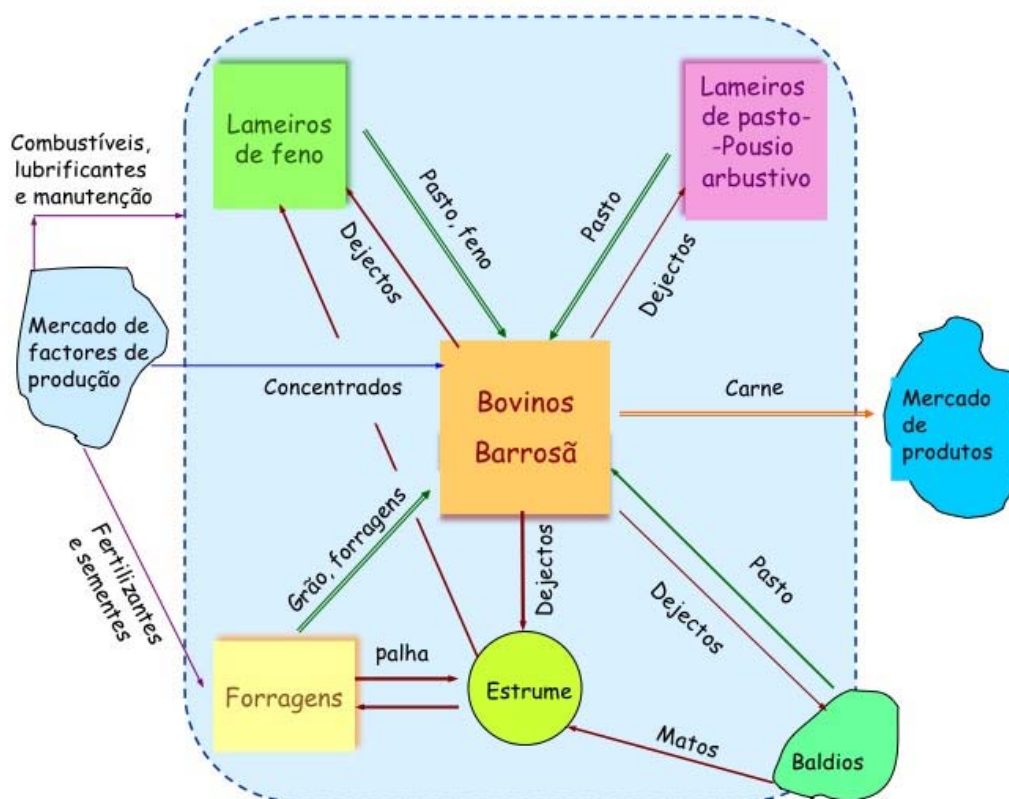 Lameiros
de feno
Lameiros
de pasto-
-Pousio
arbustivo
Combustíveis,
lubrificantes
e manutenção
Pasto, feno
Pasto
Dejectos
Dejectos
Mercado de
factores de
produção
Concentrados
Bovinos
Barrosã
Carne
Mercado
de
produtos
Grão, forragens
Fertilizantes
e sementes
Dejectos
Pasto
Dejectos
palha
Forragens
Estrume
Matos
Baldios